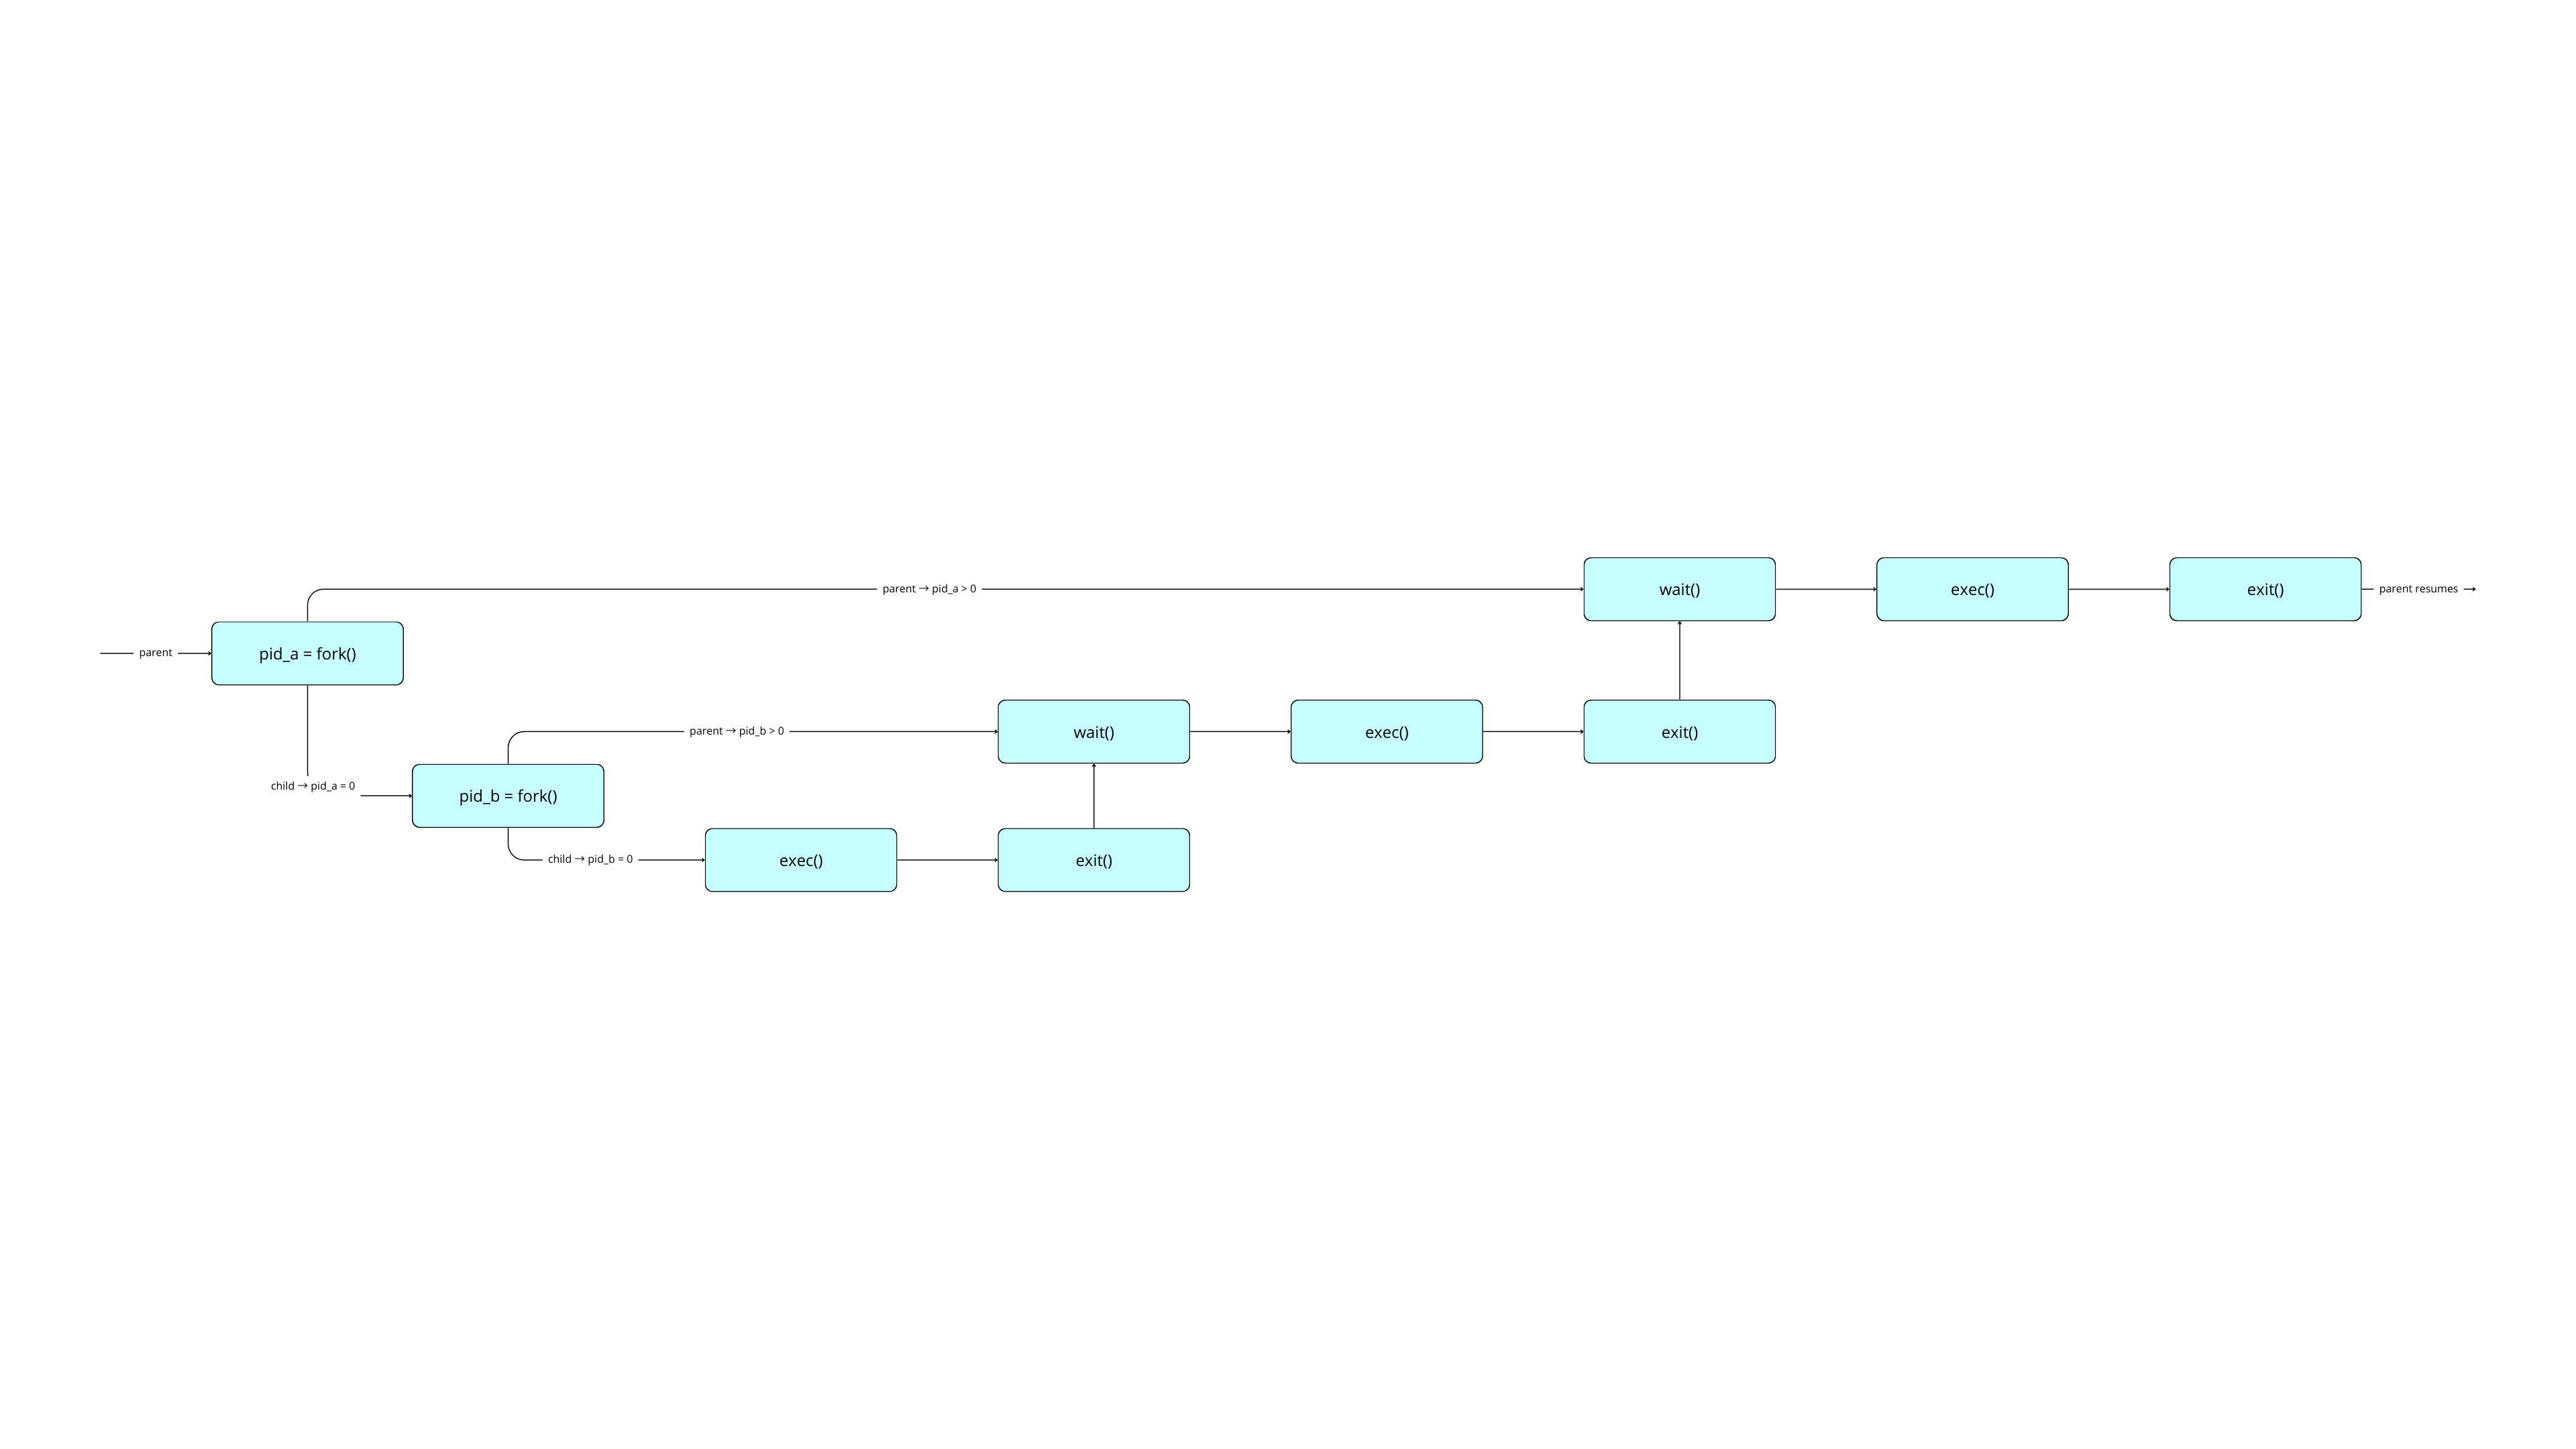 parent → pid_a > 0
wait()
exec()
exit()
parent resumes
parent
pid_a = fork()
parent → pid_b > 0
wait()
exec()
exit()
child → pid_a = 0
pid_b = fork()
child → pid_b = 0
exec()
exit()